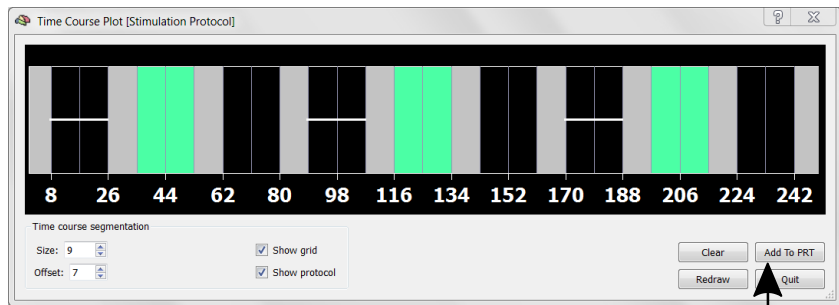 Time Course Plot [Stimulation Protocol]
8 26 44 62 80 98 116 134 152 170 188 206 224 242
Time course segmentation
Size: 9 Show grid Clear Add To PRT
Offset: 7 Show protocol Redraw Quit